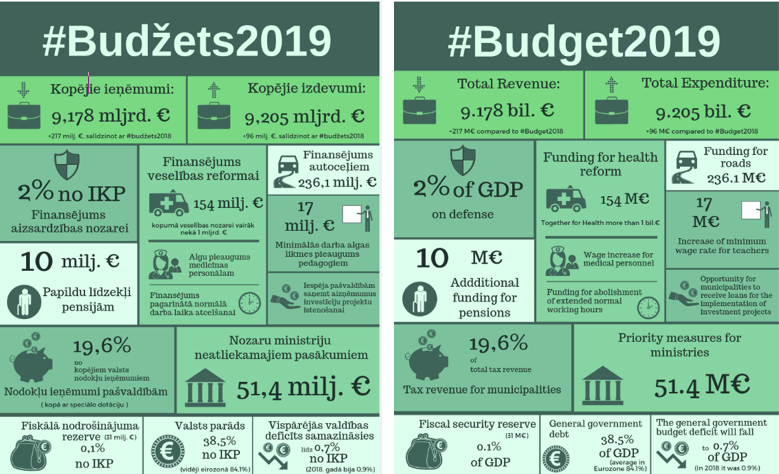 #Budžets2019
Kopējie ieņēmumi:
9,178 mljrd. €
+217 milj. €, salīdzinot ar #budžets2018
Kopējie izdevumi:
9,205 mljrd. €
+96 milj. €, salīdzinot ar #budžets2018
2% no IKP
Finansējums
aizsardzības nozarei
Finansējums
veselības reformai
154 milj. €
kopumā veselības nozarei vairāk
nekā 1 mljrd. €
Algu pieaugums
medicīnas
personālam
Finansējums
pagarinātā normālā
darba laika atcelšanai
Finansējums
autoceļiem
236,1 milj. €
17
milj. €
Minimālās darba algas
likmes pieaugums
pedagogiem
Iespēja pašvaldībām
saņemt aizņēmumus
investīciju projektu
īstenošanai
10 milj. €
Papildu līdzekļi
pensijām
19,6%
no
kopējiem valsts
nodokļu ieņēmumiem
Nodokļu ieņēmumi pašvaldībām
( kopā ar speciālo dotāciju )
Nozaru ministriju
neatliekamajiem pasākumiem
51,4 milj. €
Fiskālā nodrošinājuma
rezerve (31 milj. €)
0,1%
no IKP
Valsts parāds
38,5%
no IKP
(vidēji eirozonā 84,1%)
Vispārējās valdības
deficīts samazināsies
līdz 0,7%
no IKP
(2018. gadā bija 0.9%)
#Budget2019
Total Revenue:
9.178 bil. €
+217 M€ compared to #Budget2018
Total Expenditure:
9.205 bil. €
+96 M€ compared to #Budget2018
2% of GDP
on defense
Funding for health
reform
154 M€
Together for Health more than 1 bil.€
Wage increase for
medical personnel
Funding for abolishment
of extended normal
working hours
Funding for
roads
236.1 M€
17
M€
Increase of minimum
wage rate for teachers
Opportunity for
municipalities to
receive loans for the
implementation of
investment projects
10 M€
Addditional
funding for
pensions
19,6%
of
total tax revenue
Tax revenue for municipalities
Priority measures for
ministries
51.4 M€
Fiscal security reserve
(31 M€)
0.1%
of GDP
General government
debt
38.5%
of GDP
(average in
Eurozone 84.1%)
The general government
budget deficit will fall
to 0.7%
of GDP
(In 2018 it was 0.9%)